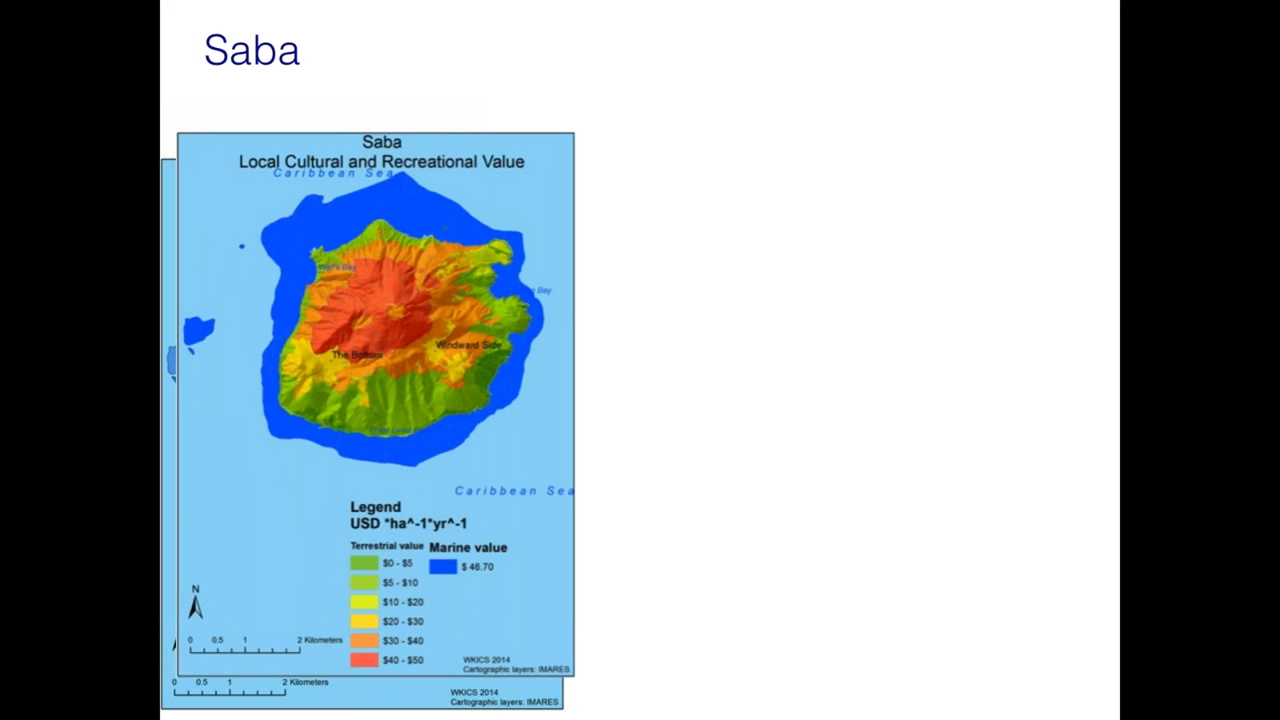 Saba
Saba
Local Cultural and Recreational Value
Caribbean Sea
Well's Bay
Bay
Windward Side
The Bottom
Caribbean Sea
Legend
USD *ha^-1*yr^-1
Terrestrial value Marine value
$0 - $5 $ 46.70
$5 - $10
$10 - $20
$20 - $30
$30 - $40
$40 - $50
N
0 0.5 1 2 Kilometers
WKICS 2014
Cartographic layers: IMARES
0 0.5 1 2 Kilometers
WKICS 2014
Cartographic layers: IMARES